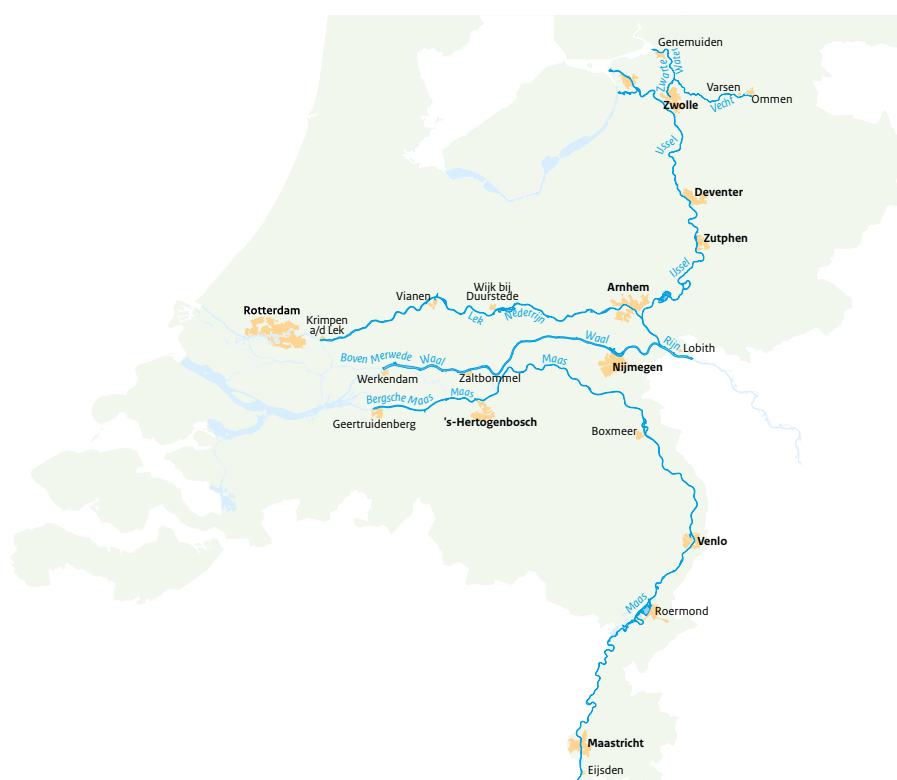 Genemuiden
Zwarte
Water
Varsen
Vecht
Ommen
Zwolle
IJssel
Deventer
Zutphen
IJssel
Arnhem
Wijk bij
Duurstede
Vianen
Lek
Nederrijn
Rotterdam
Krimpen
a/d Lek
Waal
Maas
Rijn
Lobith
Boven Merwede
Waal
Nijmegen
Werkendam
Zaltbommel
Bergsche Maas
Maas
Geertruidenberg
's-Hertogenbosch
Boxmeer
Venlo
Maas
Roermond
Maastricht
Eijsden